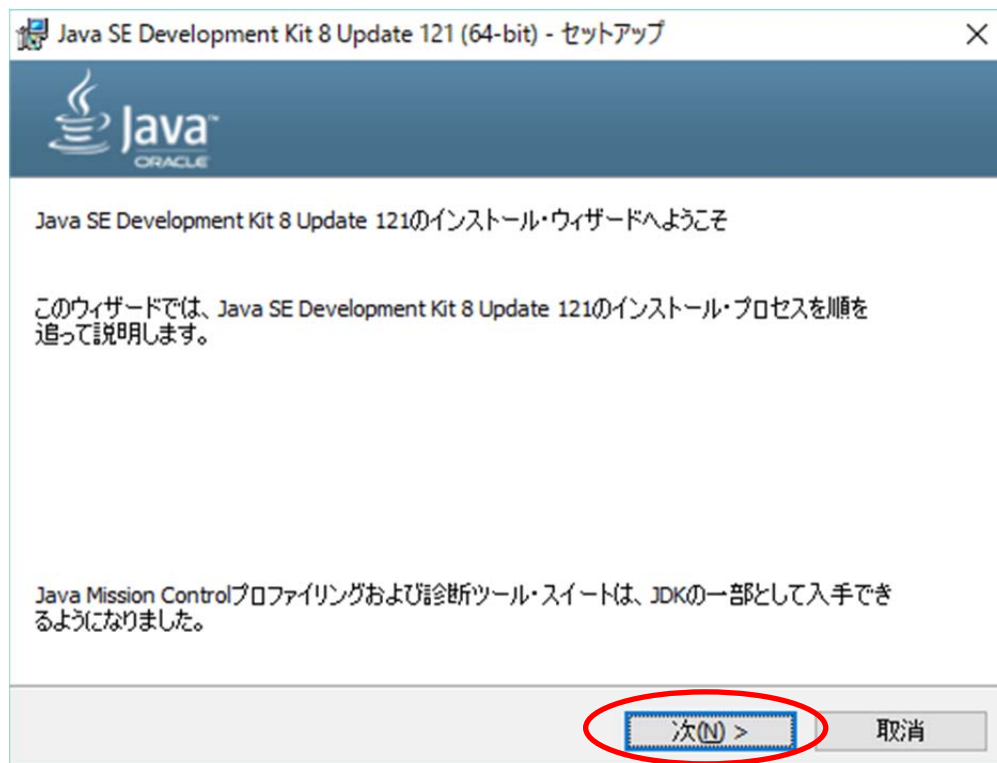 Java SE Development Kit 8 Update 121 (64-bit) - セットアップ
Java™
ORACLE
Java SE Development Kit 8 Update 121のインストール・ウィザードへようこそ
このウィザードでは、Java SE Development Kit 8 Update 121のインストール・プロセスを順を
追って説明します。
Java Mission Controlプロファイリングおよび診断ツール・スイートは、JDKの一部として入手でき
るようになりました。
次(N) >
取消